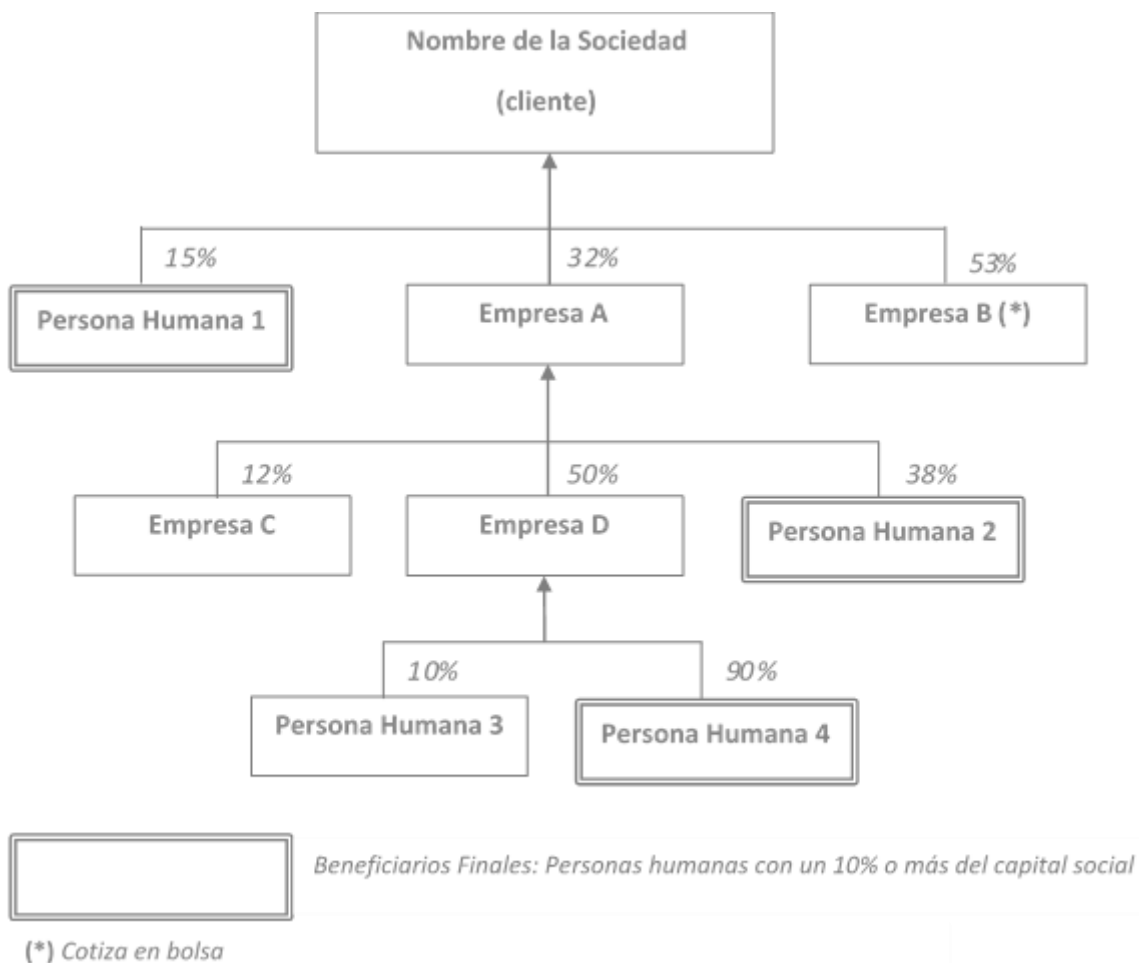 Nombre de la Sociedad
(cliente)
15%
32%
53%
Persona Humana 1
Empresa A
Empresa B (*)
12%
50%
38%
Empresa C
Empresa D
Persona Humana 2
10%
90%
Persona Humana 3
Persona Humana 4
Beneficiarios Finales: Personas humanas con un 10% o más del capital social
(*) Cotiza en bolsa